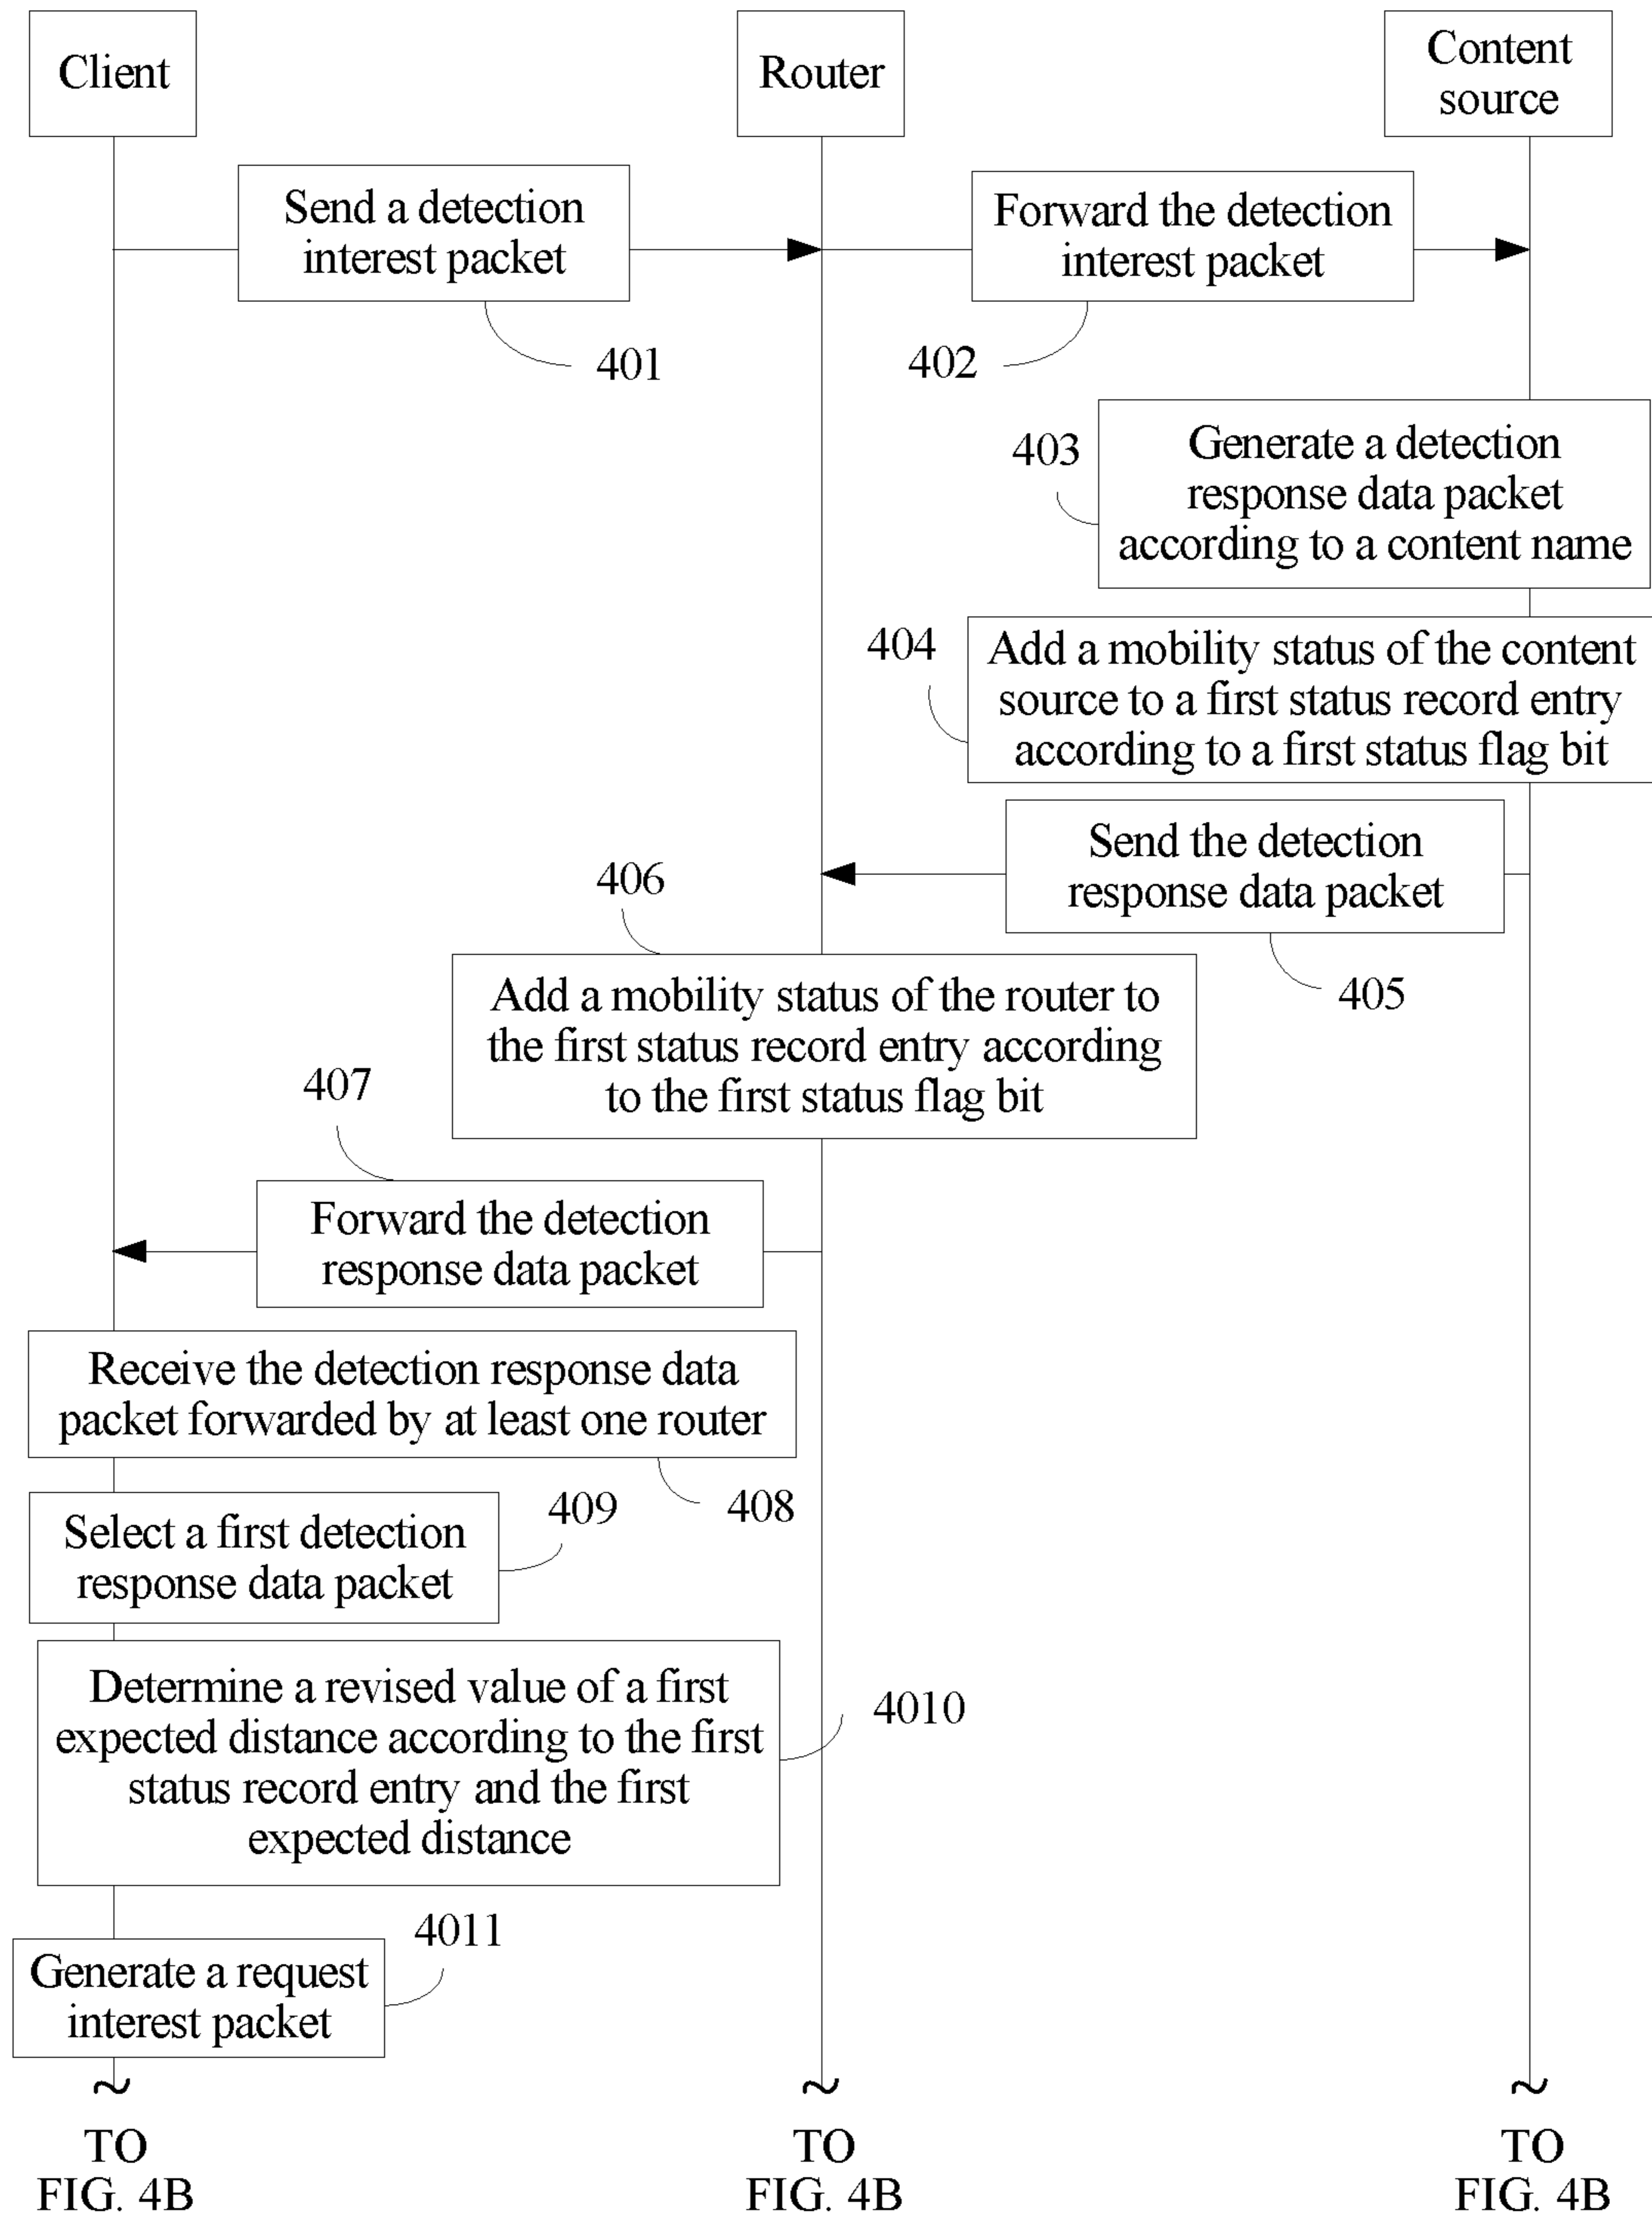 Client
Router
Content
source
Send a detection
interest packet
401
Forward the detection
interest packet
402
403
Generate a detection
response data packet
according to a content name
404
Add a mobility status of the content
source to a first status record entry
according to a first status flag bit
Send the detection
response data packet
405
406
Add a mobility status of the router to
the first status record entry according
to the first status flag bit
407
Forward the detection
response data packet
Receive the detection response data
packet forwarded by at least one router
408
409
Select a first detection
response data packet
Determine a revised value of a first
expected distance according to the first
status record entry and the first
expected distance
4010
4011
Generate a request
interest packet
TO
FIG. 4B
TO
FIG. 4B
TO
FIG. 4B